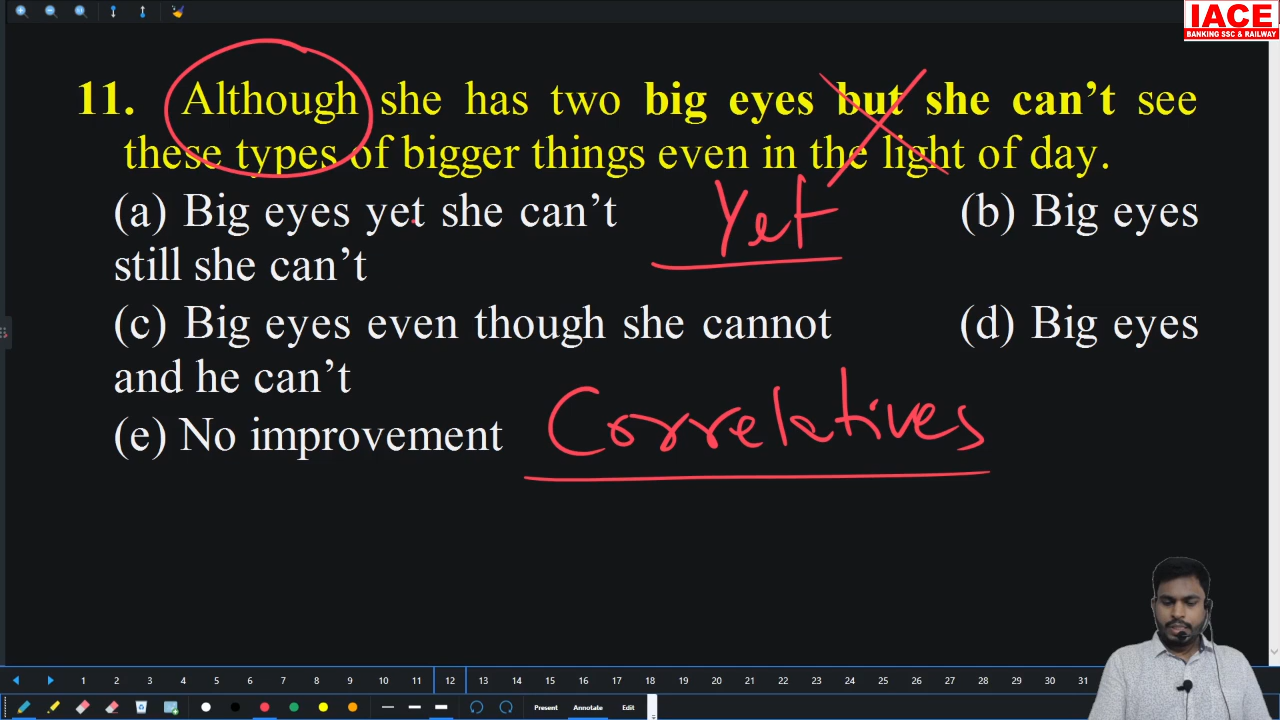 IACE
BANKING SSC & RAILWAY
11. Although she has two big eyes but she can't see
these types of bigger things even in the light of day.
(a) Big eyes yet she can't Yet (b) Big eyes
still she can't
(c) Big eyes even though she cannot (d) Big eyes
and he can't
(e) No improvement Correlatives
1 2 3 4 5 6 7 8 9 10 11 12 13 14 15 16 17 18 19 20 21 22 23 24 25 26 27 28 29 30 31
Present Annotate Edit